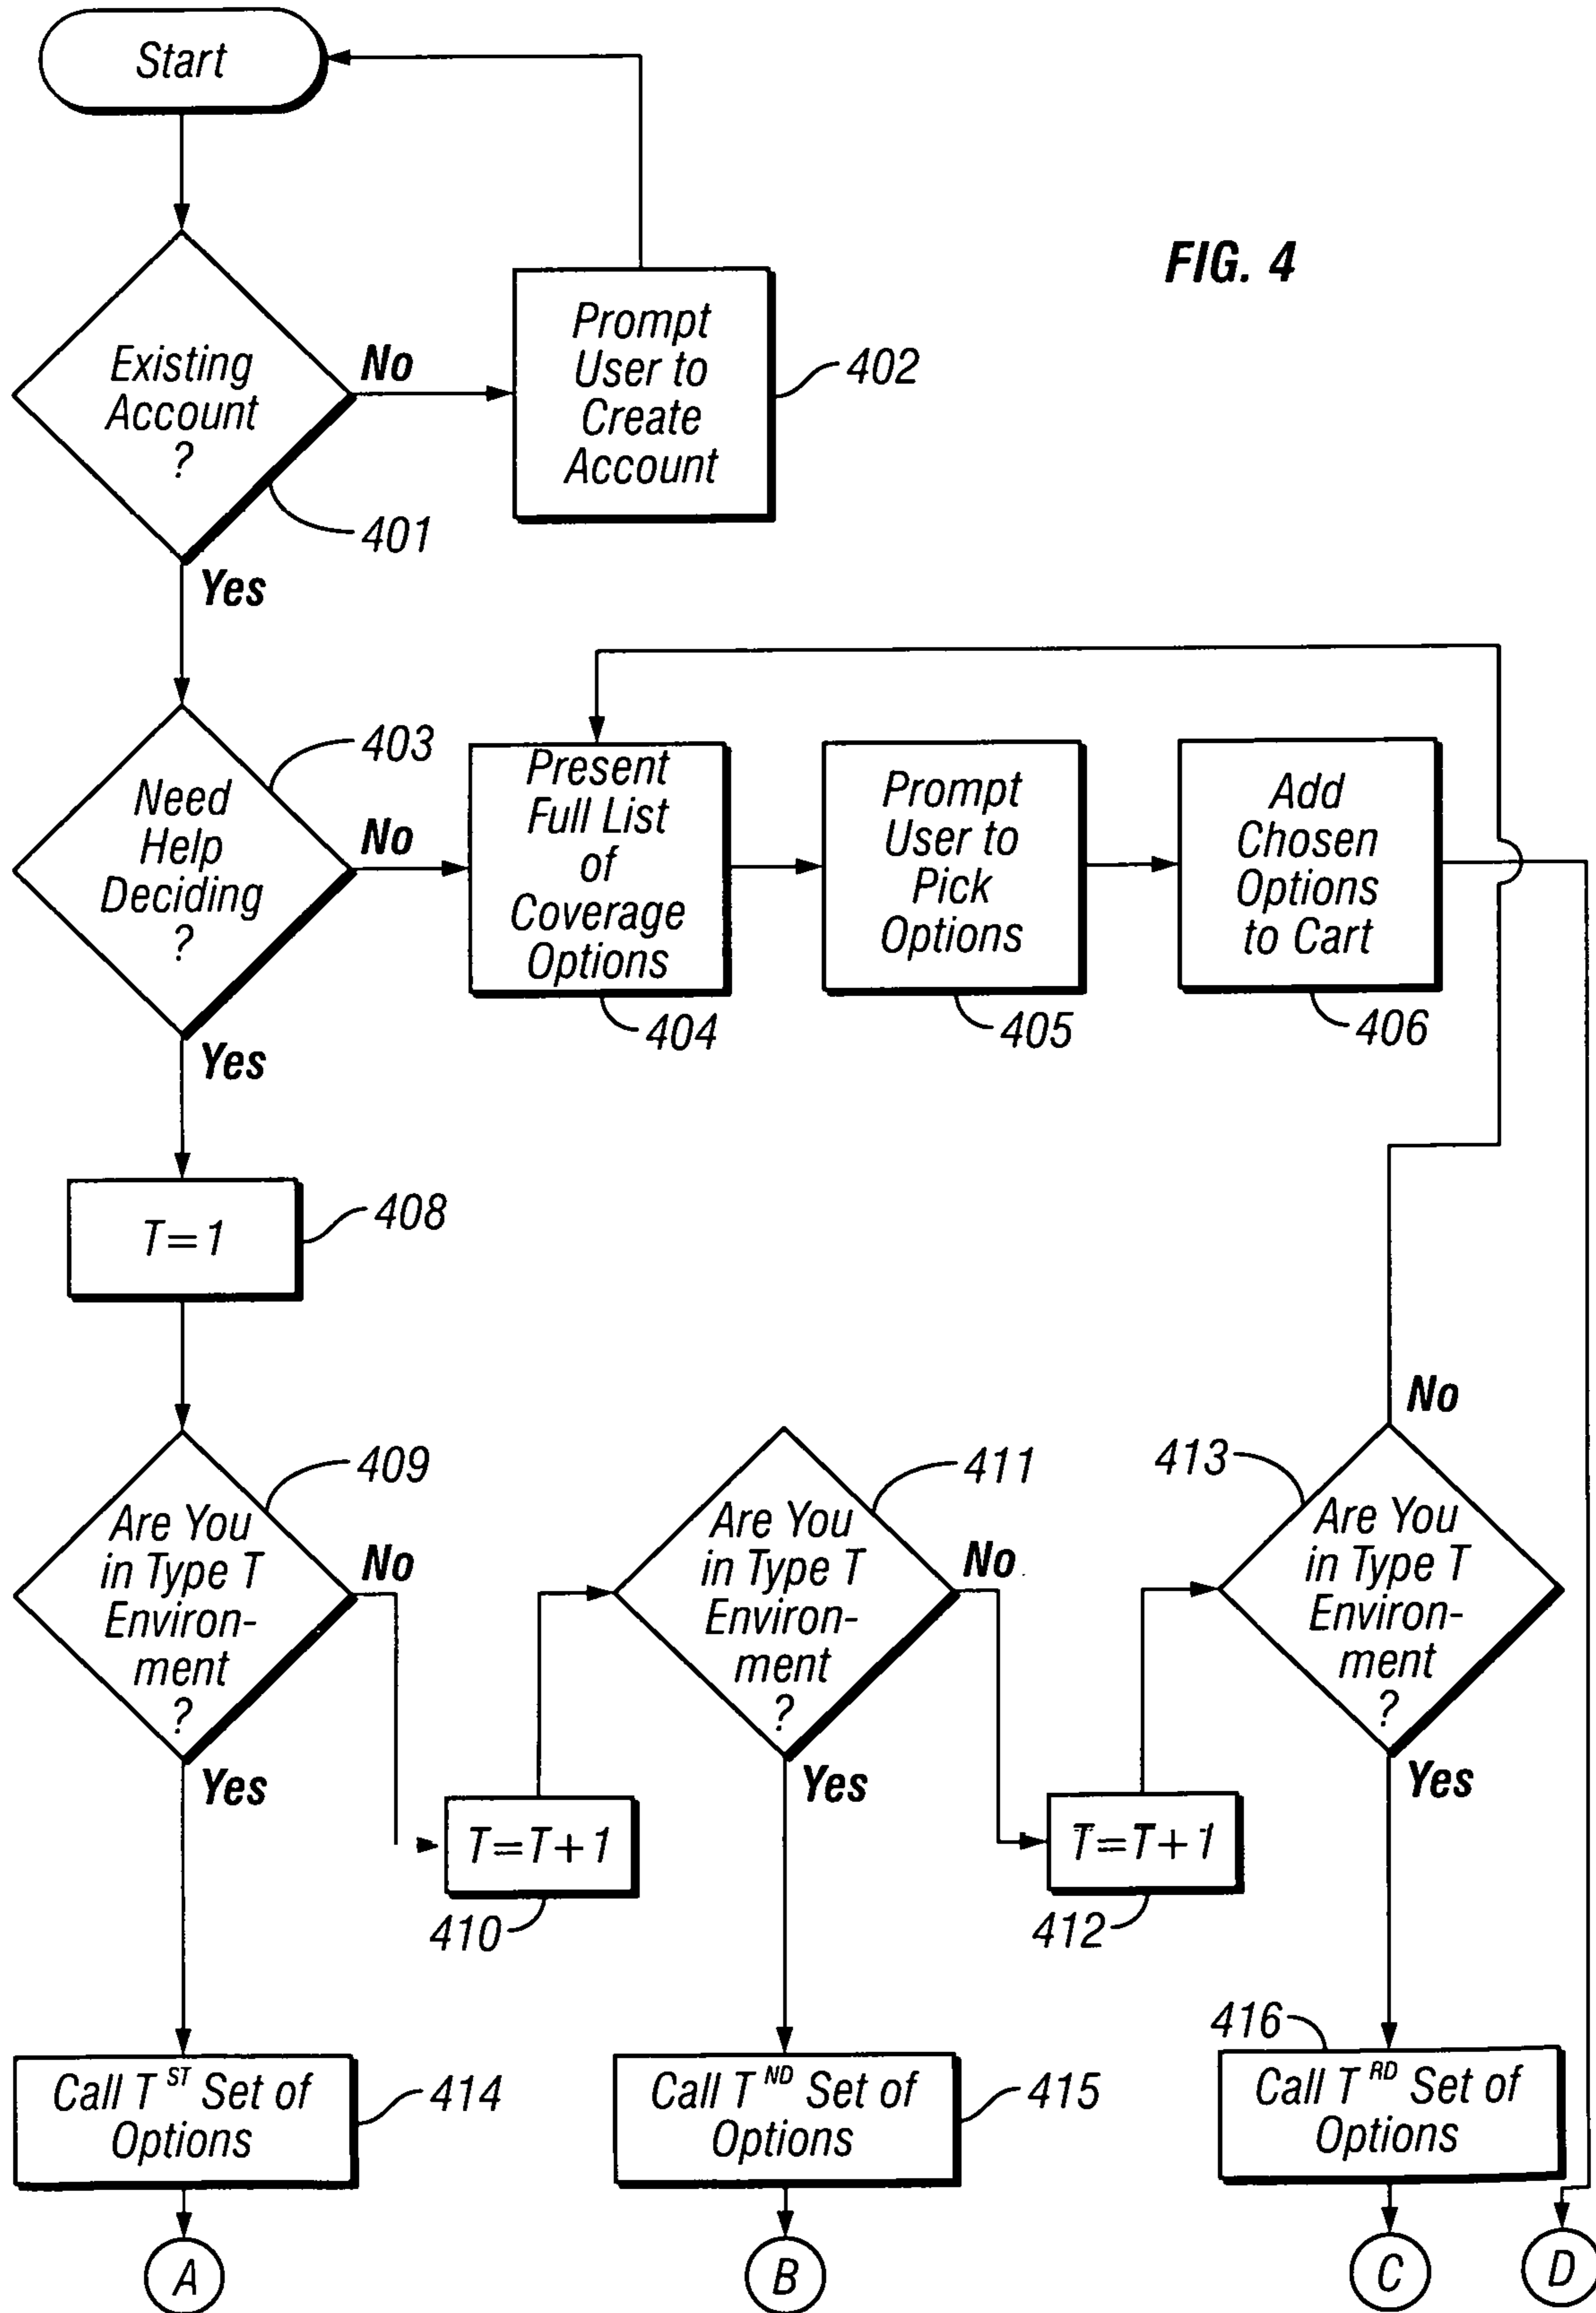 Start
FIG. 4
Existing
Account
?
No
Prompt
User to
Create
Account
402
401
Yes
403
Need
Help
Deciding
?
No
Present
Full List
of
Coverage
Options
404
Prompt
User to
Pick
Options
405
Add
Chosen
Options
to Cart
406
Yes
T=1
408
409
Are You
in Type T
Environ-
ment
?
No
Yes
T=T+1
410
411
Are You
in Type T
Environ-
ment
?
No
Yes
T=T+1
412
413
No
Are You
in Type T
Environ-
ment
?
Yes
Call T ST Set of
Options
414
Call T ND Set of
Options
415
416
Call T RD Set of
Options
A
B
C
D